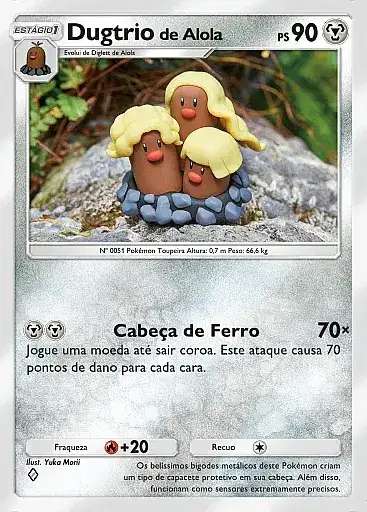 ESTÁGIO 1 Dugtrio de Alola PS 90
Evolui de Diglett de Alola
Nº 0051 Pokémon Toupeira Altura: 0,7 m Peso: 66,6 kg
Cabeça de Ferro 70×
Jogue uma moeda até sair coroa. Este ataque causa 70
pontos de dano para cada cara.
Fraqueza +20 Recuo
Ilust. Yuka Morii
Os belíssimos bigodes metálicos deste Pokémon criam
um tipo de capacete protetivo em sua cabeça. Além disso,
funcionam como sensores extremamente precisos.